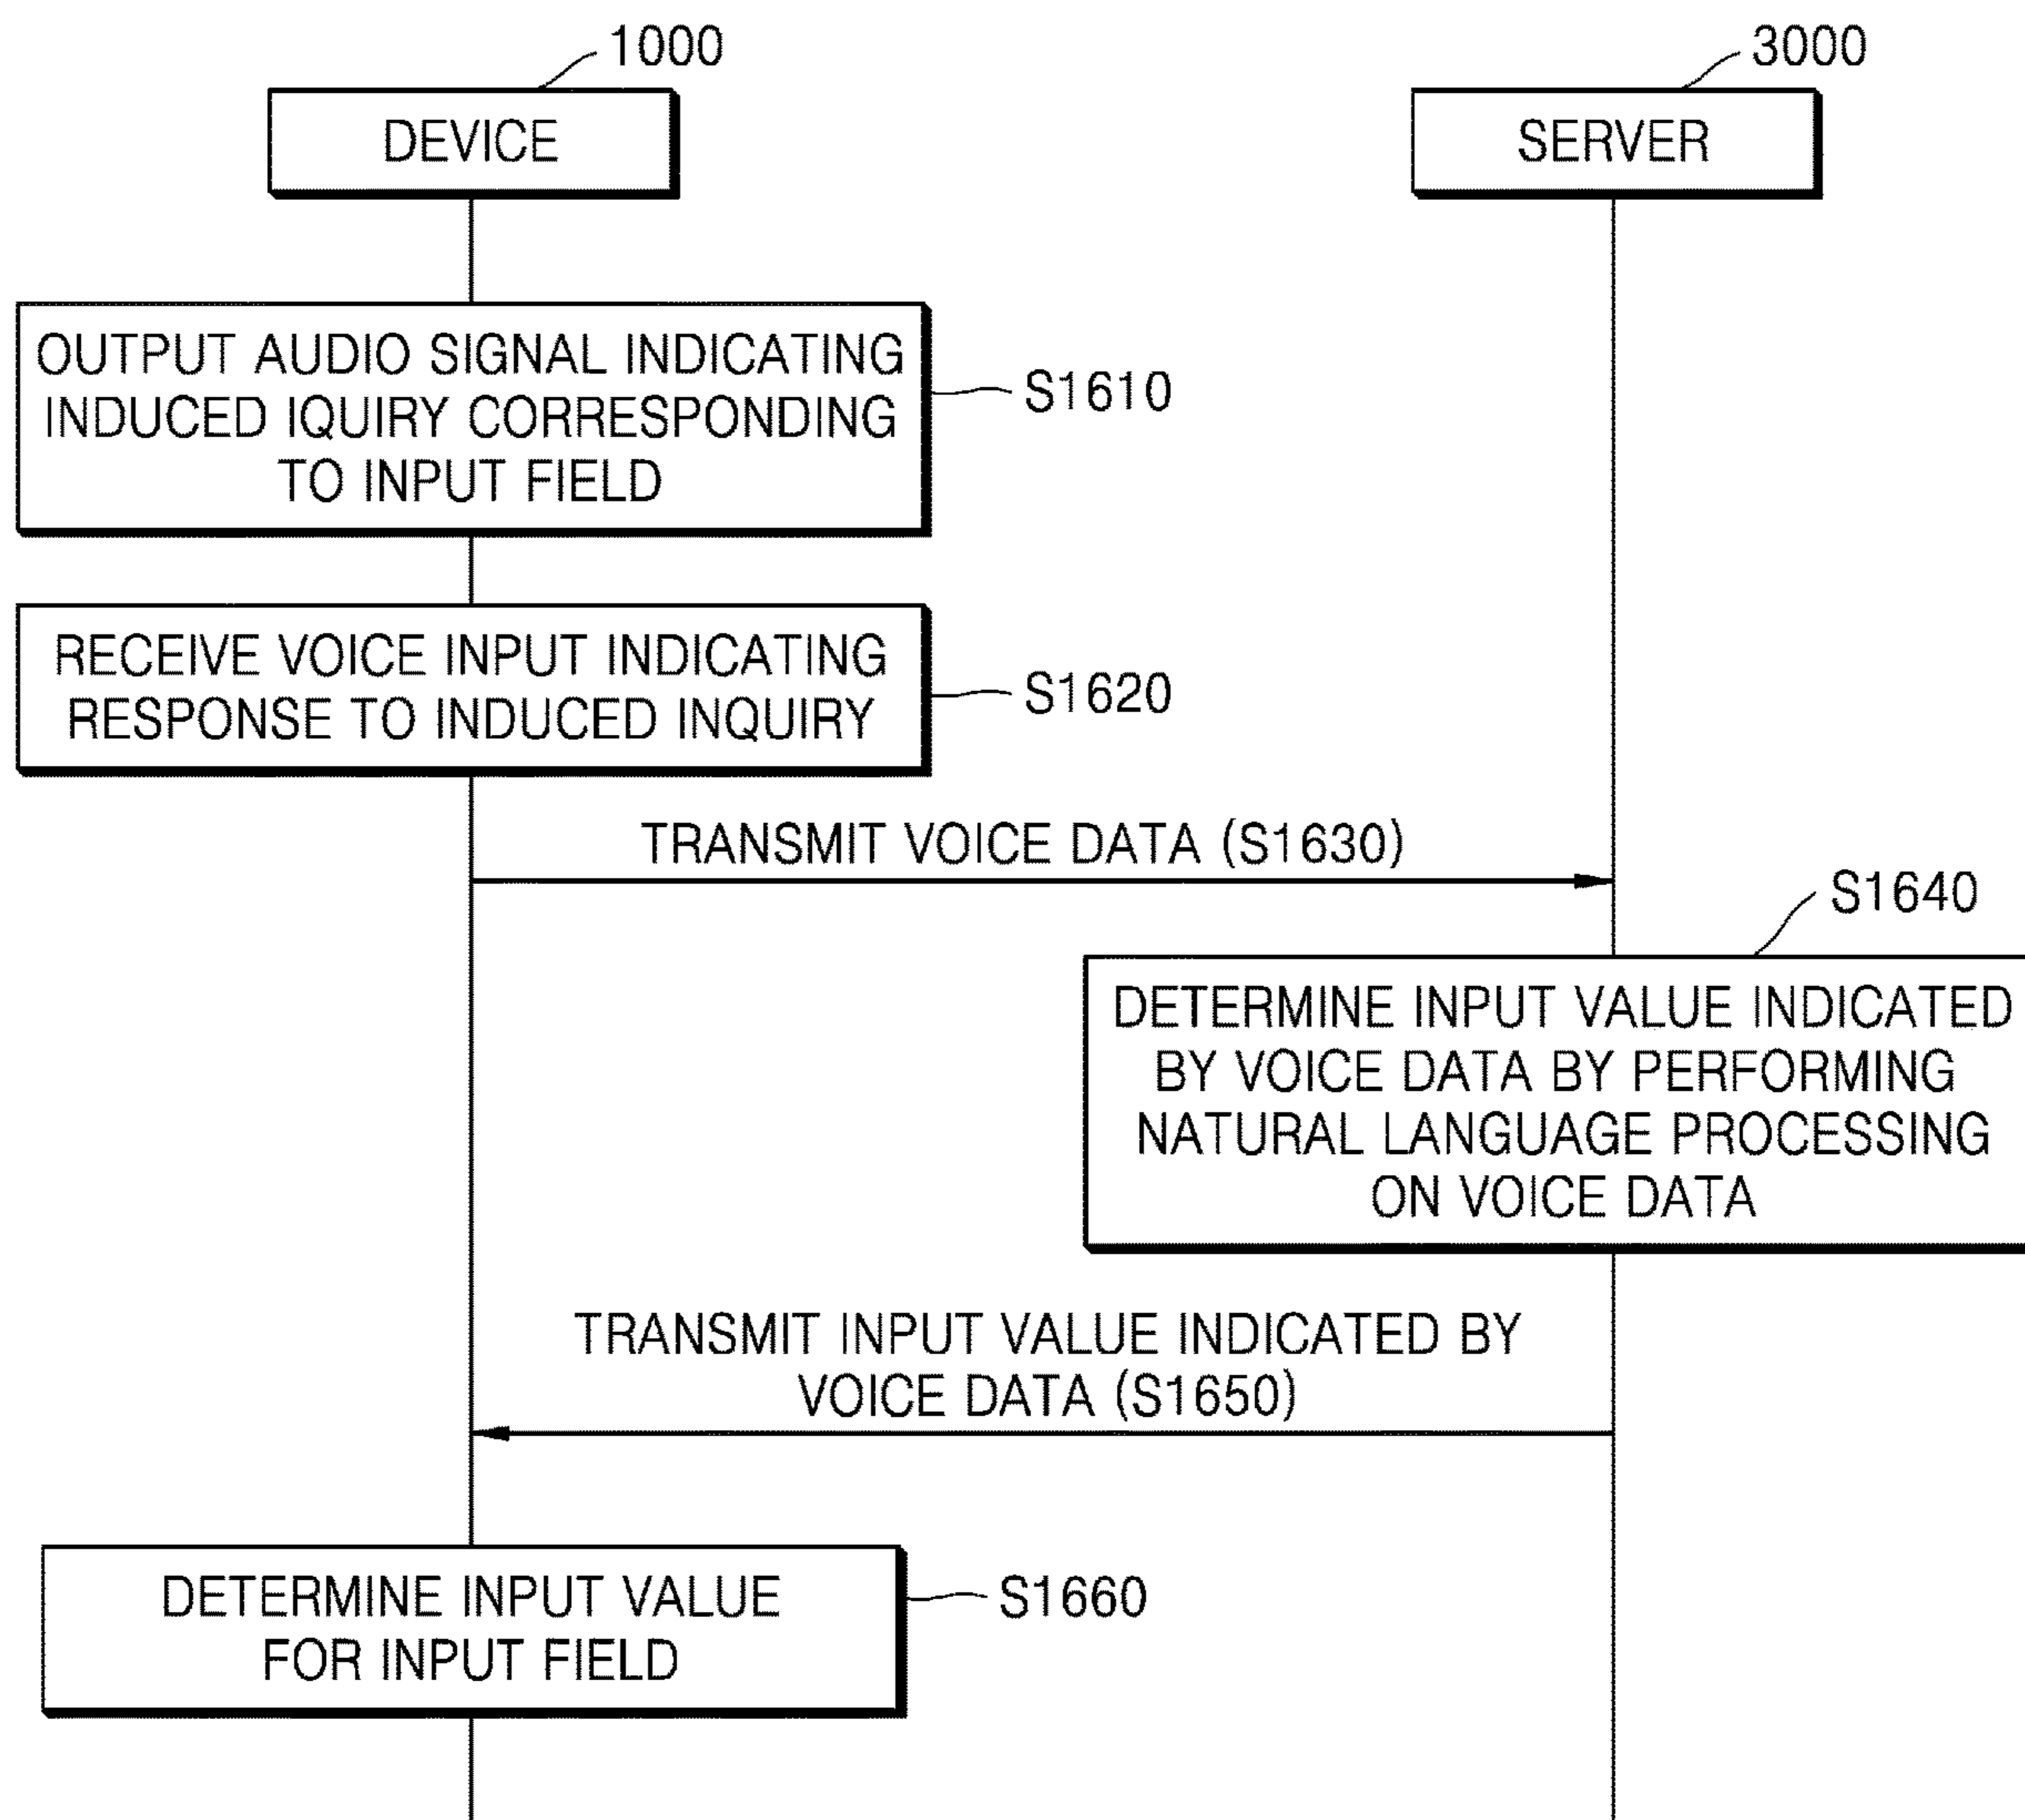 1000
3000
DEVICE
SERVER
OUTPUT AUDIO SIGNAL INDICATING
INDUCED IQUIRY CORRESPONDING
TO INPUT FIELD
S1610
RECEIVE VOICE INPUT INDICATING
RESPONSE TO INDUCED INQUIRY
S1620
TRANSMIT VOICE DATA (S1630)
S1640
DETERMINE INPUT VALUE INDICATED
BY VOICE DATA BY PERFORMING
NATURAL LANGUAGE PROCESSING
ON VOICE DATA
TRANSMIT INPUT VALUE INDICATED BY
VOICE DATA (S1650)
DETERMINE INPUT VALUE
FOR INPUT FIELD
S1660